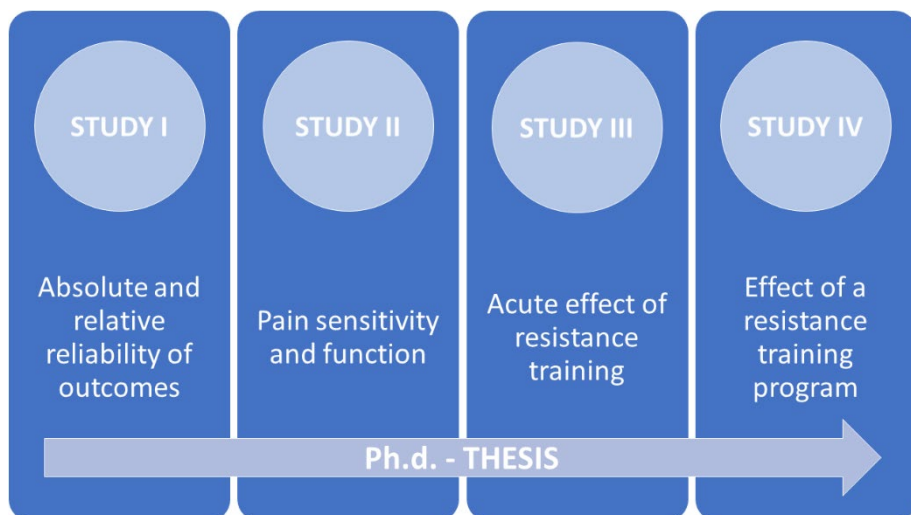 STUDY I
Absolute and
relative
reliability of
outcomes
STUDY II
Pain sensitivity
and function
STUDY III
Acute effect of
resistance
training
STUDY IV
Effect of a
resistance
training
program
Ph.d. - THESIS